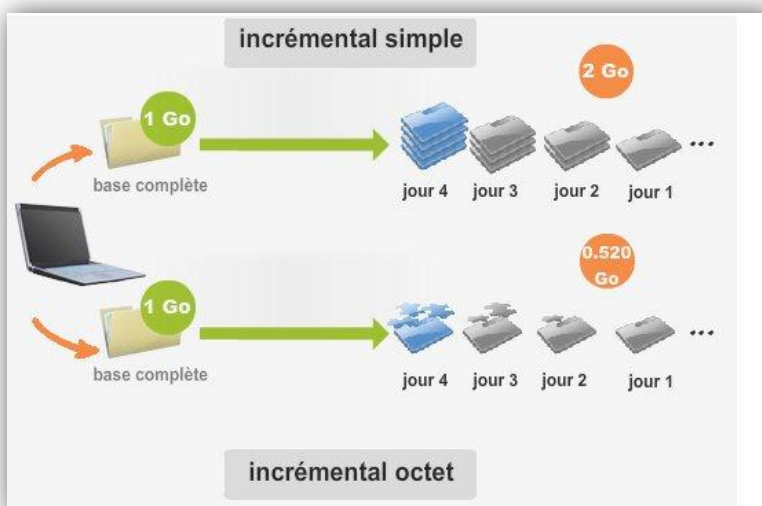 incrémental simple
2 Go
1 Go
base complète
jour 4 jour 3 jour 2 jour 1 ...
0.520
Go
1 Go
base complète
jour 4 jour 3 jour 2 jour 1 ...
incrémental octet